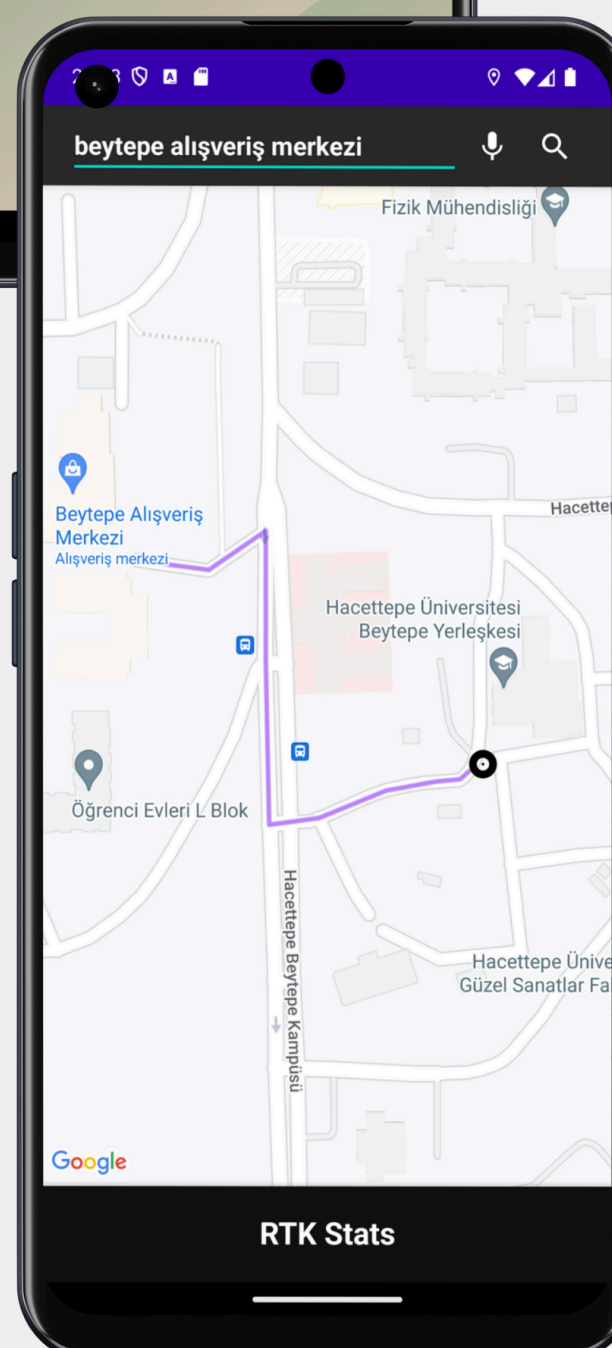 beytepe alışveriş merkezi
Fizik Mühendisliği
Beytepe Alışveriş
Merkezi
Alışveriş merkezi
Hacette
Hacettepe Üniversitesi
Beytepe Yerleşkesi
Öğrenci Evleri L Blok
Hacettepe Beytepe Kampüsü
Hacettepe Ünive
Güzel Sanatlar Fa
Google
RTK Stats